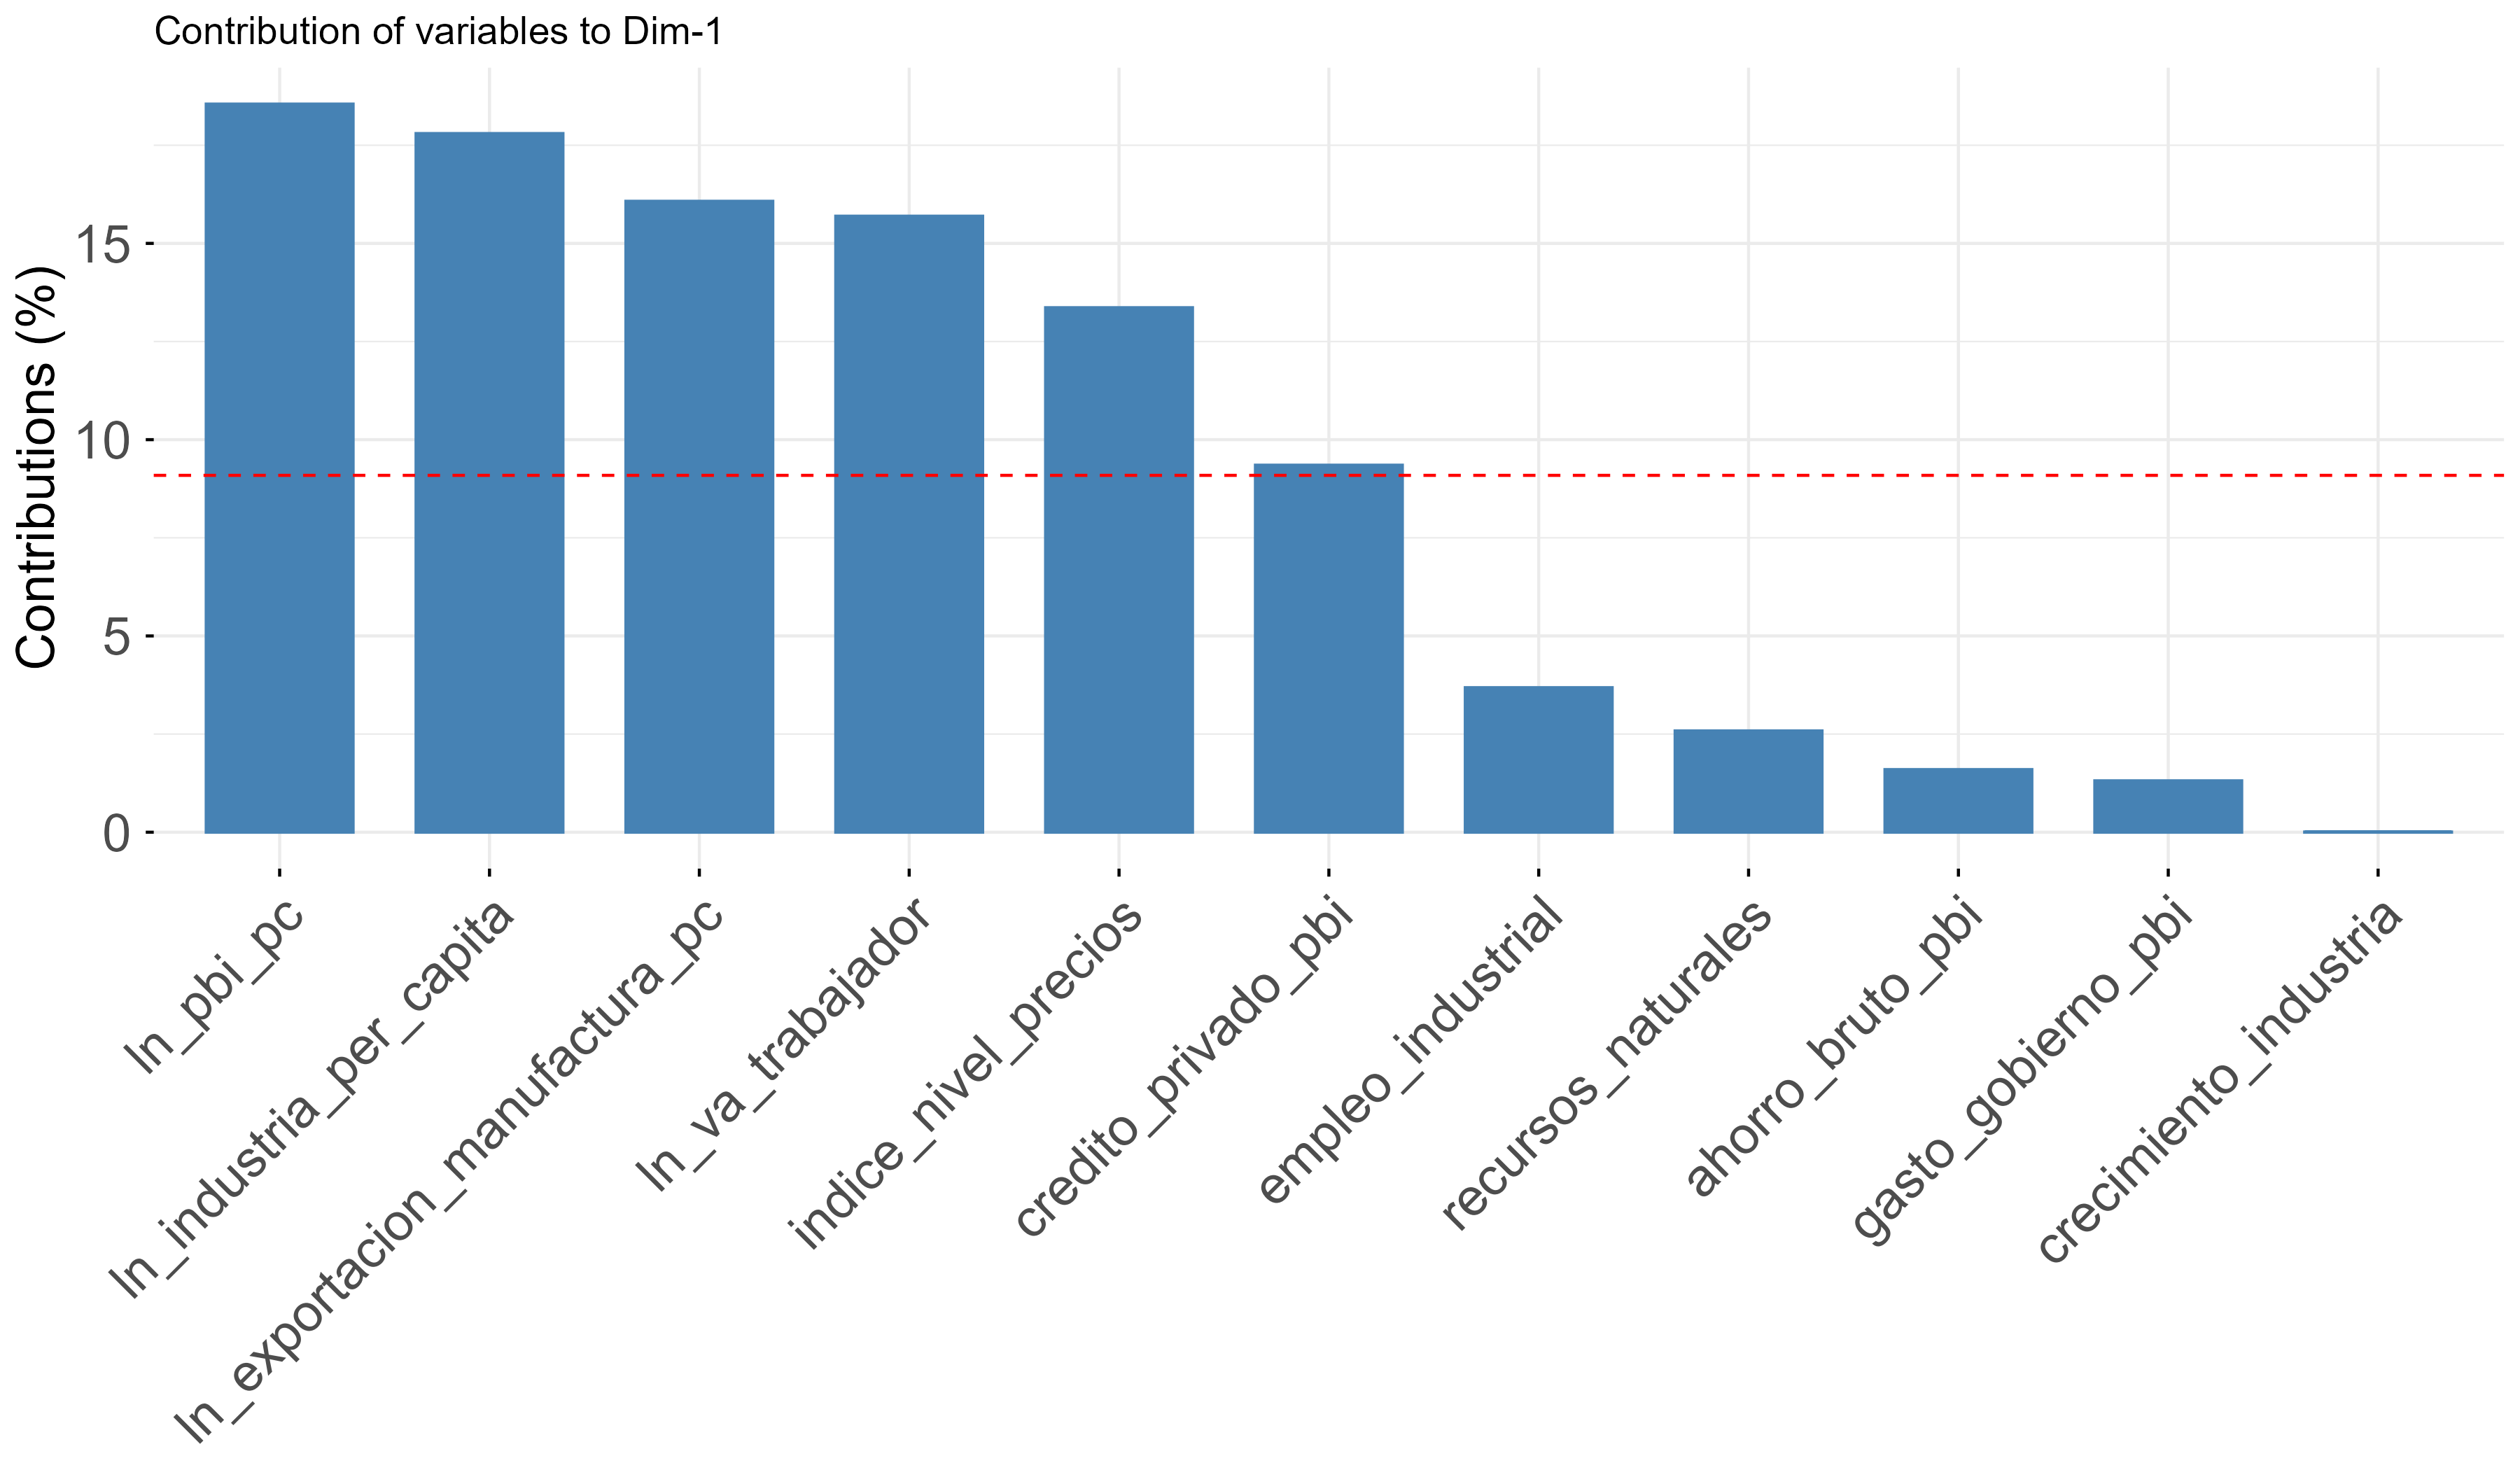 Contribution of variables to Dim-1
Contributions (%)
15
10
5
0
ln_pbi_pc
ln_industria_per_capita
ln_exportacion_manufactura_pc
ln_va_trabajador
indice_nivel_precios
credito_privado_pbi
empleo_industrial
recursos_naturales
ahorro_bruto_pbi
gasto_gobierno_pbi
crecimiento_industria